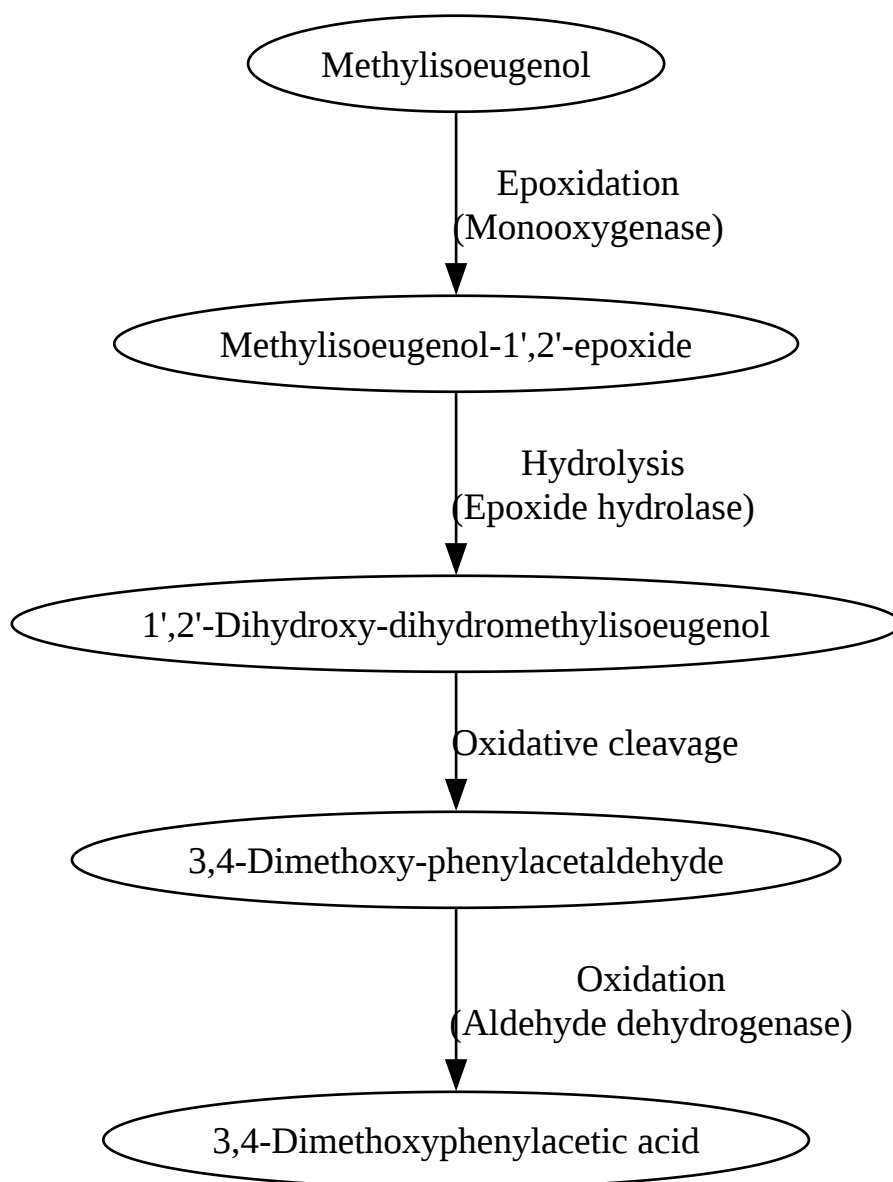 Methylisoeugenol
Epoxidation
(Monooxygenase)
Methylisoeugenol-1',2'-epoxide
Hydrolysis
(Epoxide hydrolase)
1',2'-Dihydroxy-dihydromethylisoeugenol
Oxidative cleavage
3,4-Dimethoxy-phenylacetaldehyde
Oxidation
(Aldehyde dehydrogenase)
3,4-Dimethoxyphenylacetic acid